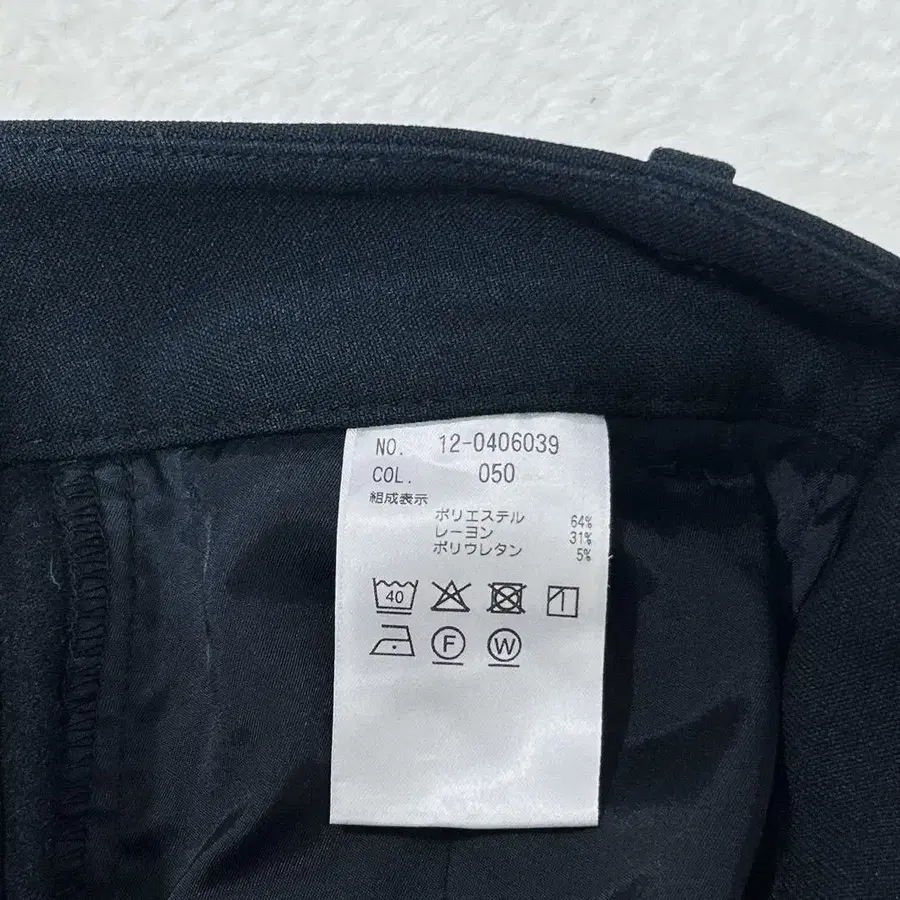 NO. 12-0406039
COL. 050
組成表示
ポリエステル 64%
レーヨン 31%
ポリウレタン 5%
40
F W